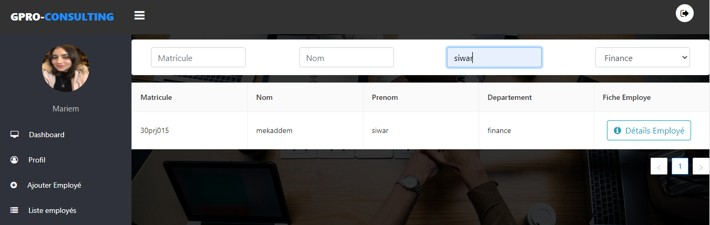 GPRO-CONSULTING
Matricule Nom siwar Finance
Mariem
Matricule Nom Prenom Departement Fiche Employe
30prj015 mekaddem siwar finance Détails Employé
< 1 >
Dashboard
Profil
Ajouter Employé
Liste employés